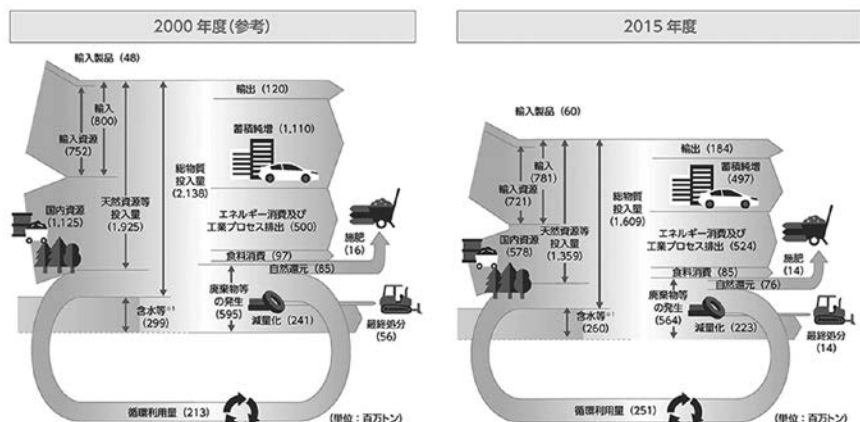 2000年度(参考)
輸入製品 (48)
輸出 (120)
輸入
(800)
輸入資源
(752)
蓄積純増 (1,110)
総物質
投入量
(2,138)
天然資源等
投入量
(1,925)
国内資源
(1,125)
エネルギー消費及び
工業プロセス排出 (500)
施肥
(16)
食料消費 (97)
自然還元 (85)
廃棄物等
の発生
(595)
含水等※1
(299)
減量化 (241)
最終処分
(56)
循環利用量 (213)
(単位:百万トン)
2015年度
輸入製品 (60)
輸出 (184)
輸入
(781)
輸入資源
(721)
蓄積純増
(497)
総物質
投入量
(1,609)
天然資源等
投入量
(1,359)
国内資源
(578)
エネルギー消費及び
工業プロセス排出 (524)
施肥
(14)
食料消費 (85)
自然還元 (76)
廃棄物等
の発生
(564)
含水等※1
(260)
減量化 (223)
最終処分
(14)
循環利用量 (251)
(単位:百万トン)